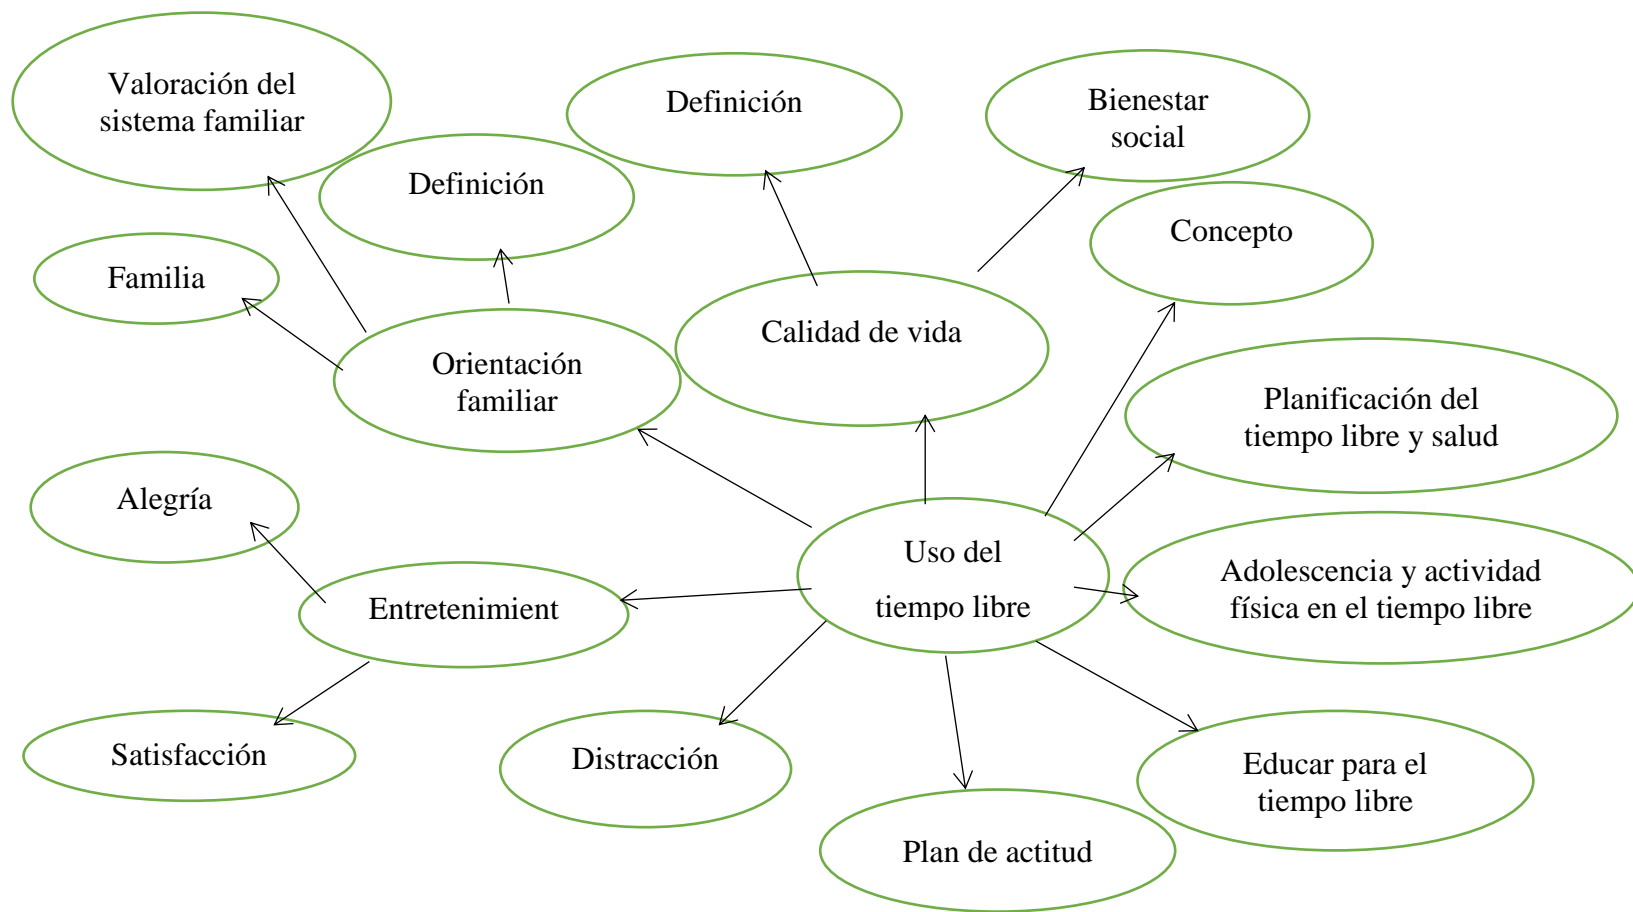 Valoración del
sistema familiar
Definición
Definición
Bienestar
social
Concepto
Familia
Orientación
familiar
Calidad de vida
Planificación del
tiempo libre y salud
Alegría
Entretenimient
Uso del
tiempo libre
Adolescencia y actividad
física en el tiempo libre
Satisfacción
Distracción
Educar para el
tiempo libre
Plan de actitud